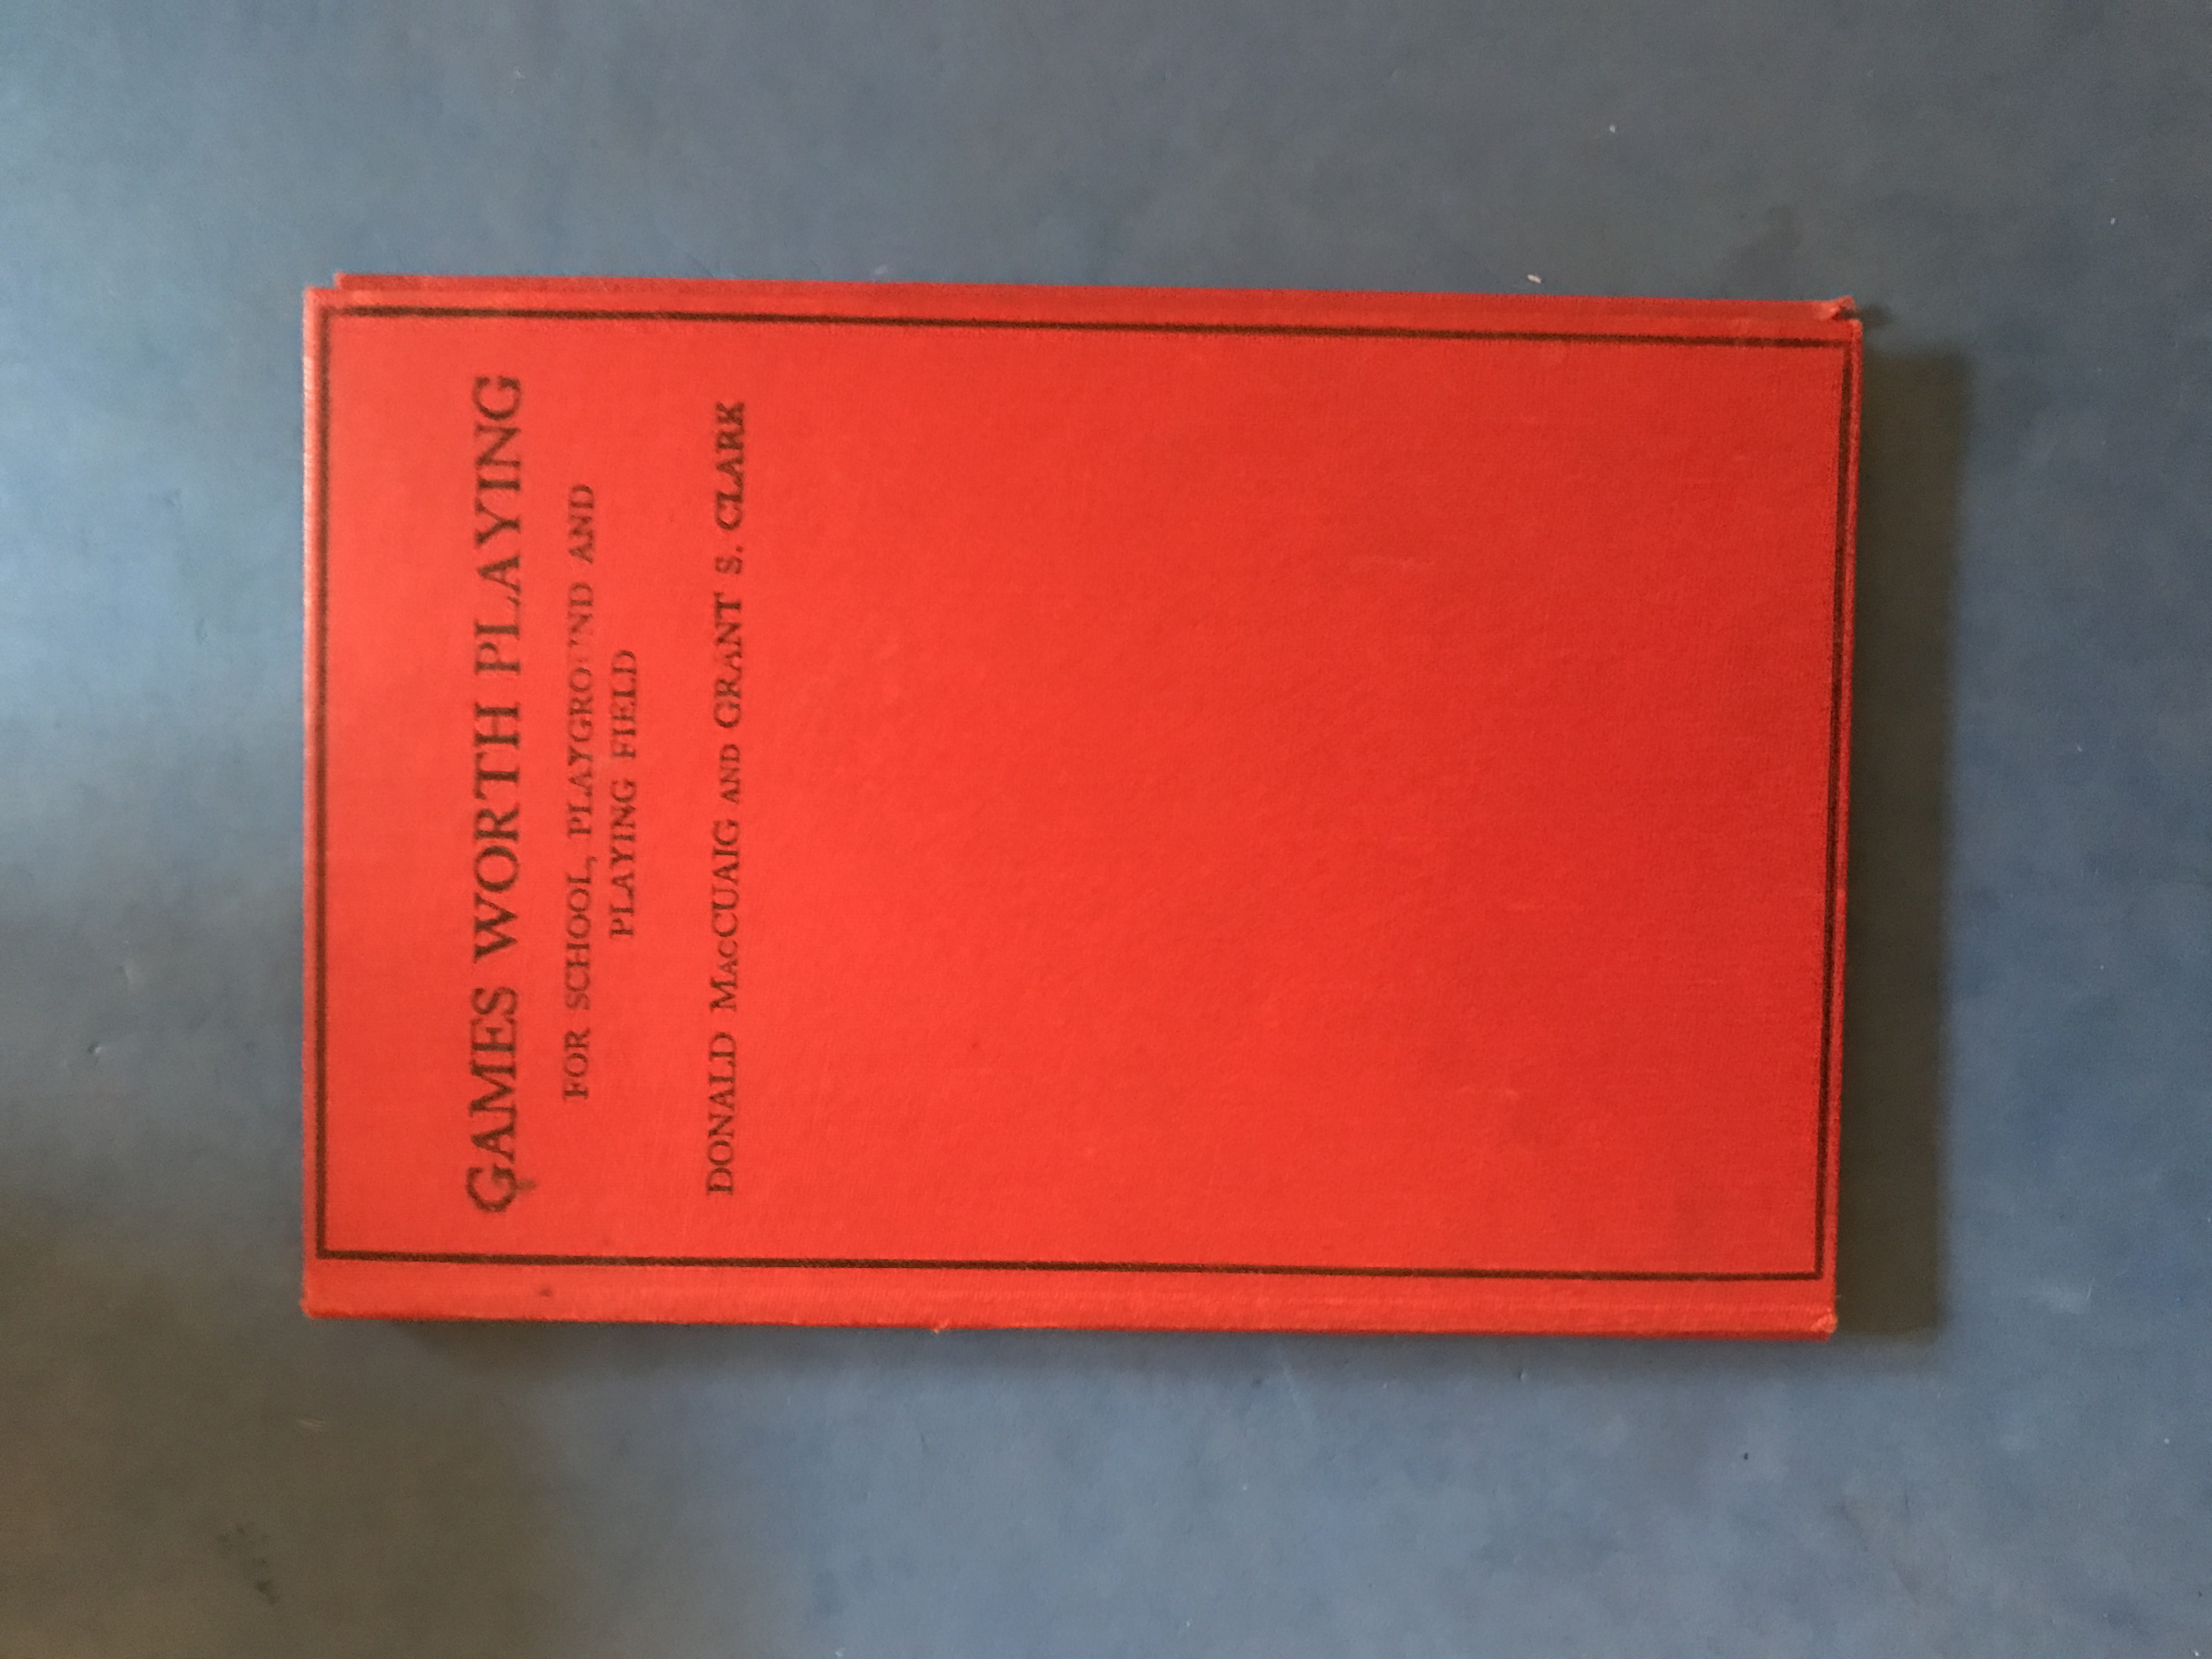 GAMES WORTH PLAYING
FOR SCHOOL, PLAYGROUND AND
PLAYING FIELD
DONALD MACCUAIG AND GRANT S. CLARK